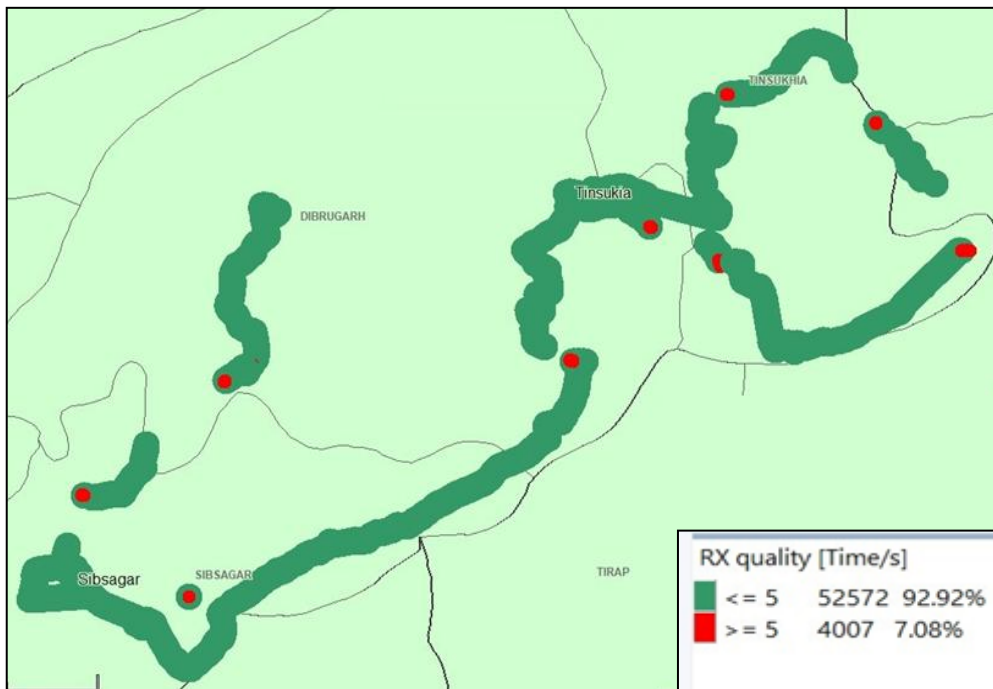 TINSUKHIA
Tinsukia
DIBRUGARH
Sibsagar
SIBSAGAR
TIRAP
RX quality [Time/s]
<= 5 52572 92.92%
>= 5 4007 7.08%